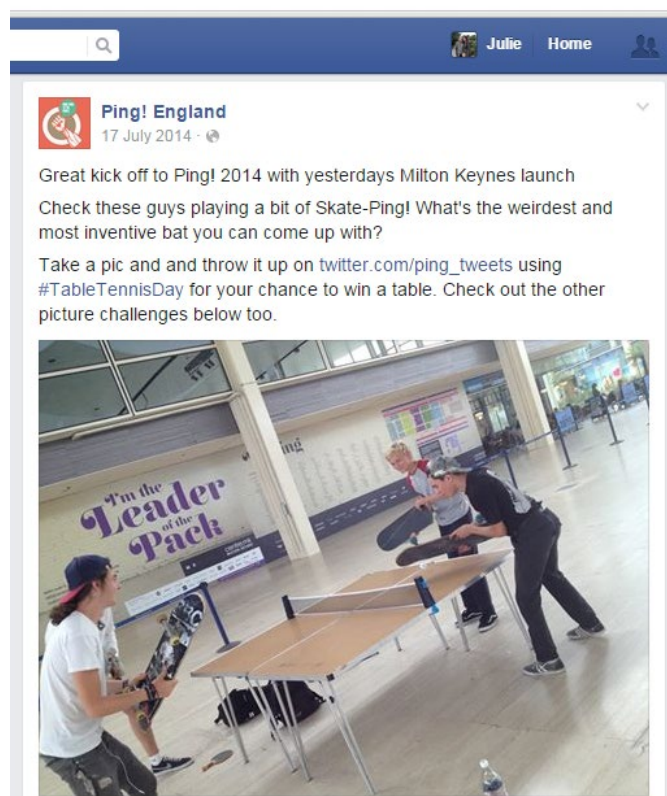 Julie Home
Ping! England
17 July 2014
Great kick off to Ping! 2014 with yesterdays Milton Keynes launch
Check these guys playing a bit of Skate-Ping! What's the weirdest and
most inventive bat you can come up with?
Take a pic and and throw it up on twitter.com/ping_tweets using
#TableTennisDay for your chance to win a table. Check out the other
picture challenges below too.
I'm the
Leader
of the
Pack